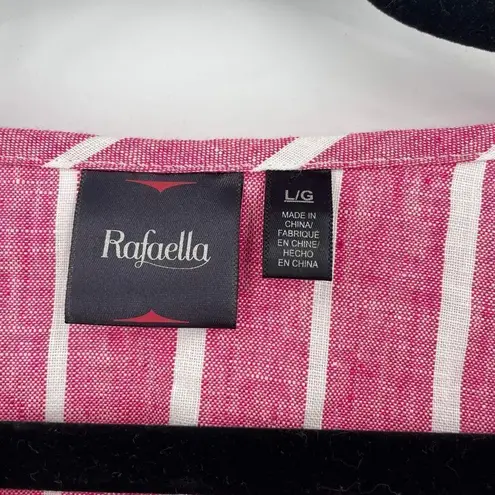 Rafaella
L/G
MADE IN
CHINA/
FABRIQUE
EN CHINE/
HECHO
EN CHINA